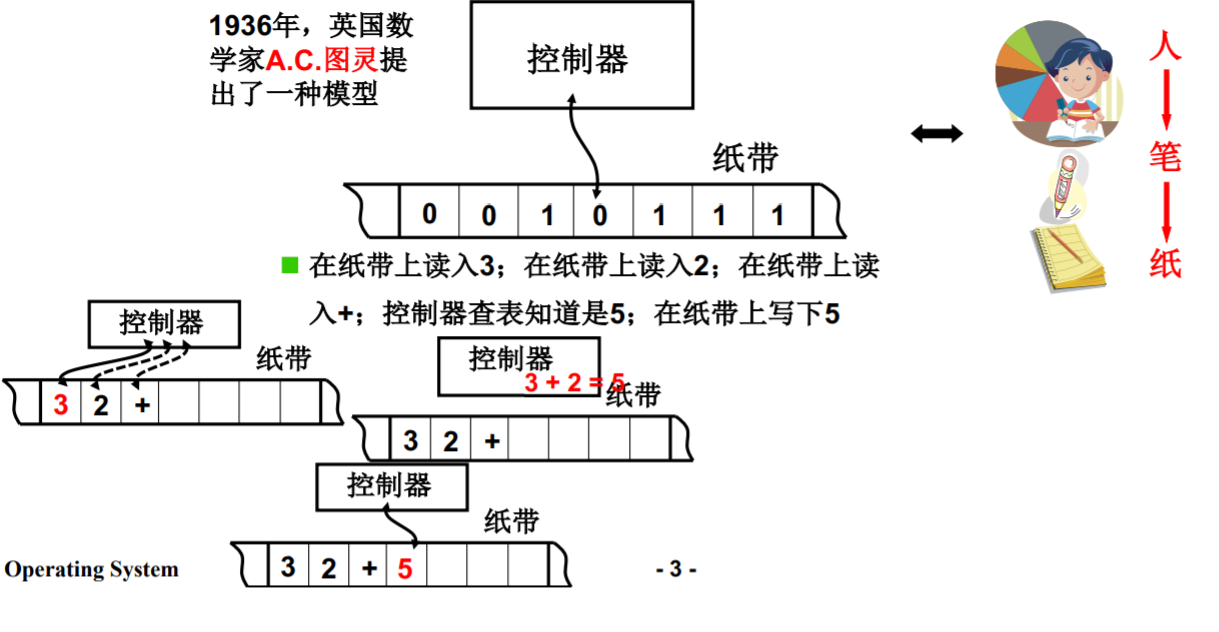 1936年，英国数
学家A.C.图灵提
出了一种模型
控制器
纸带
0 0 1 0 1 1 1
人
笔
纸
在纸带上读入3；在纸带上读入2；在纸带上读
入+；控制器查表知道是5；在纸带上写下5
控制器
纸带
3 2 +
控制器
3 + 2 = 5
纸带
3 2 +
控制器
纸带
3 2 + 5
Operating System
- 3 -